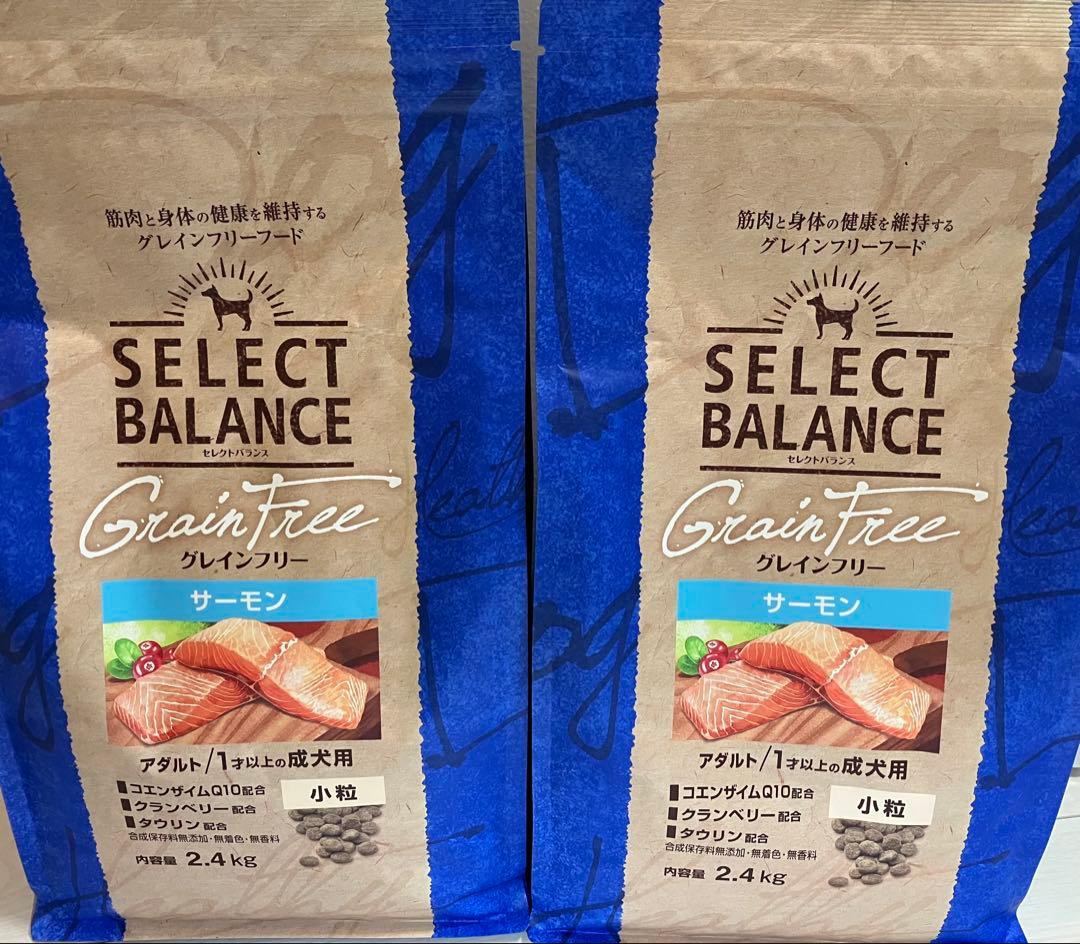 筋肉と身体の健康を維持する
グレインフリーフード
SELECT
BALANCE
セレクトバランス
Grain Free
グレインフリー
サーモン
アダルト/1才以上の成犬用
コエンザイムQ10配合
クランベリー配合
タウリン配合
合成保存料無添加・無着色・無香料
小粒
内容量 2.4kg
筋肉と身体の健康を維持する
グレインフリーフード
SELECT
BALANCE
セレクトバランス
Grain Free
グレインフリー
サーモン
アダルト/1才以上の成犬用
コエンザイムQ10配合
クランベリー配合
タウリン配合
合成保存料無添加・無着色・無香料
小粒
内容量 2.4kg